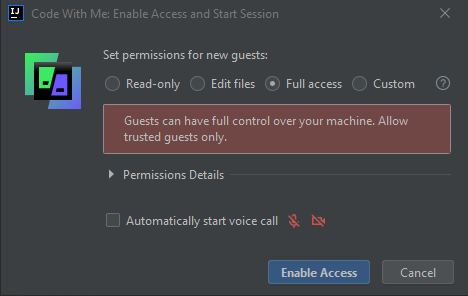 IJ
Code With Me: Enable Access and Start Session
Set permissions for new guests:
Read-only Edit files Full access Custom ?
Guests can have full control over your machine. Allow
trusted guests only.
Permissions Details
Automatically start voice call
Enable Access Cancel